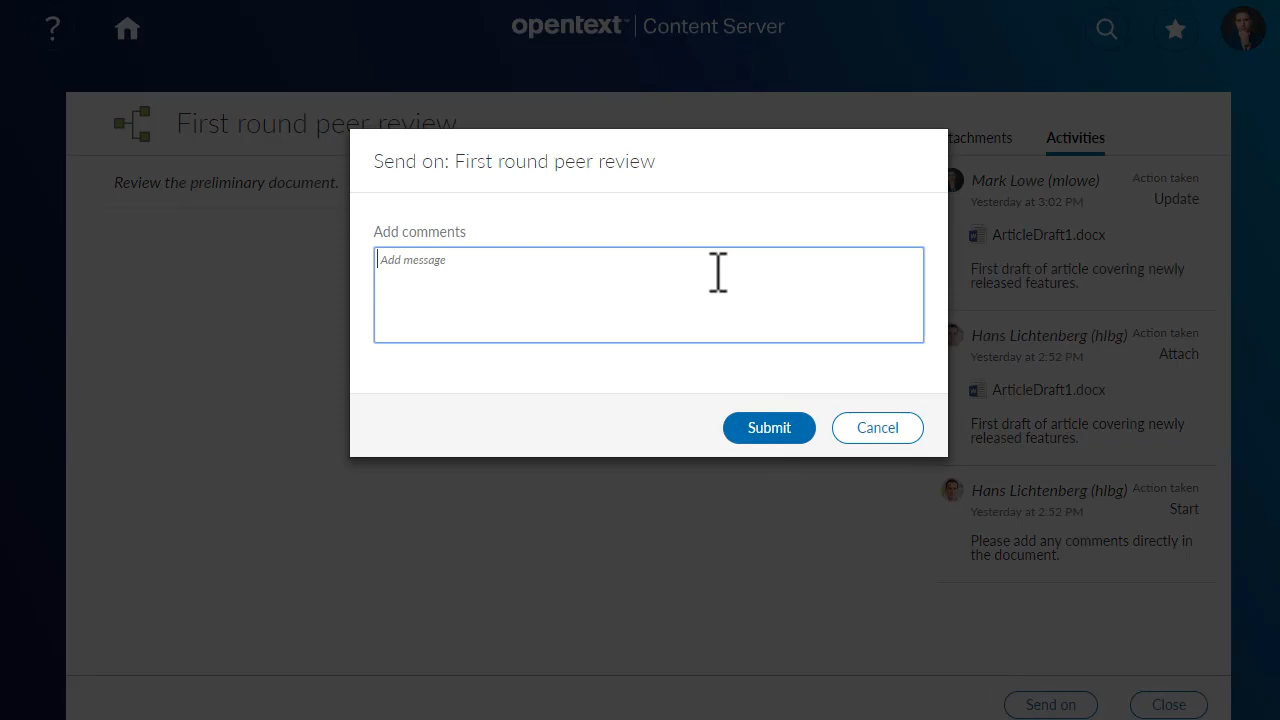 ?
opentext™ | Content Server
First round peer review
Review the preliminary document.
Send on: First round peer review
Add comments
Add message
Submit
Cancel
tachments
Activities
Mark Lowe (mlowe)
Action taken
Yesterday at 3:02 PM
Update
ArticleDraft1.docx
First draft of article covering newly
released features.
Hans Lichtenberg (hlbg)
Action taken
Yesterday at 2:52 PM
Attach
ArticleDraft1.docx
First draft of article covering newly
released features.
Hans Lichtenberg (hlbg)
Action taken
Yesterday at 2:52 PM
Start
Please add any comments directly in
the document.
Send on
Close